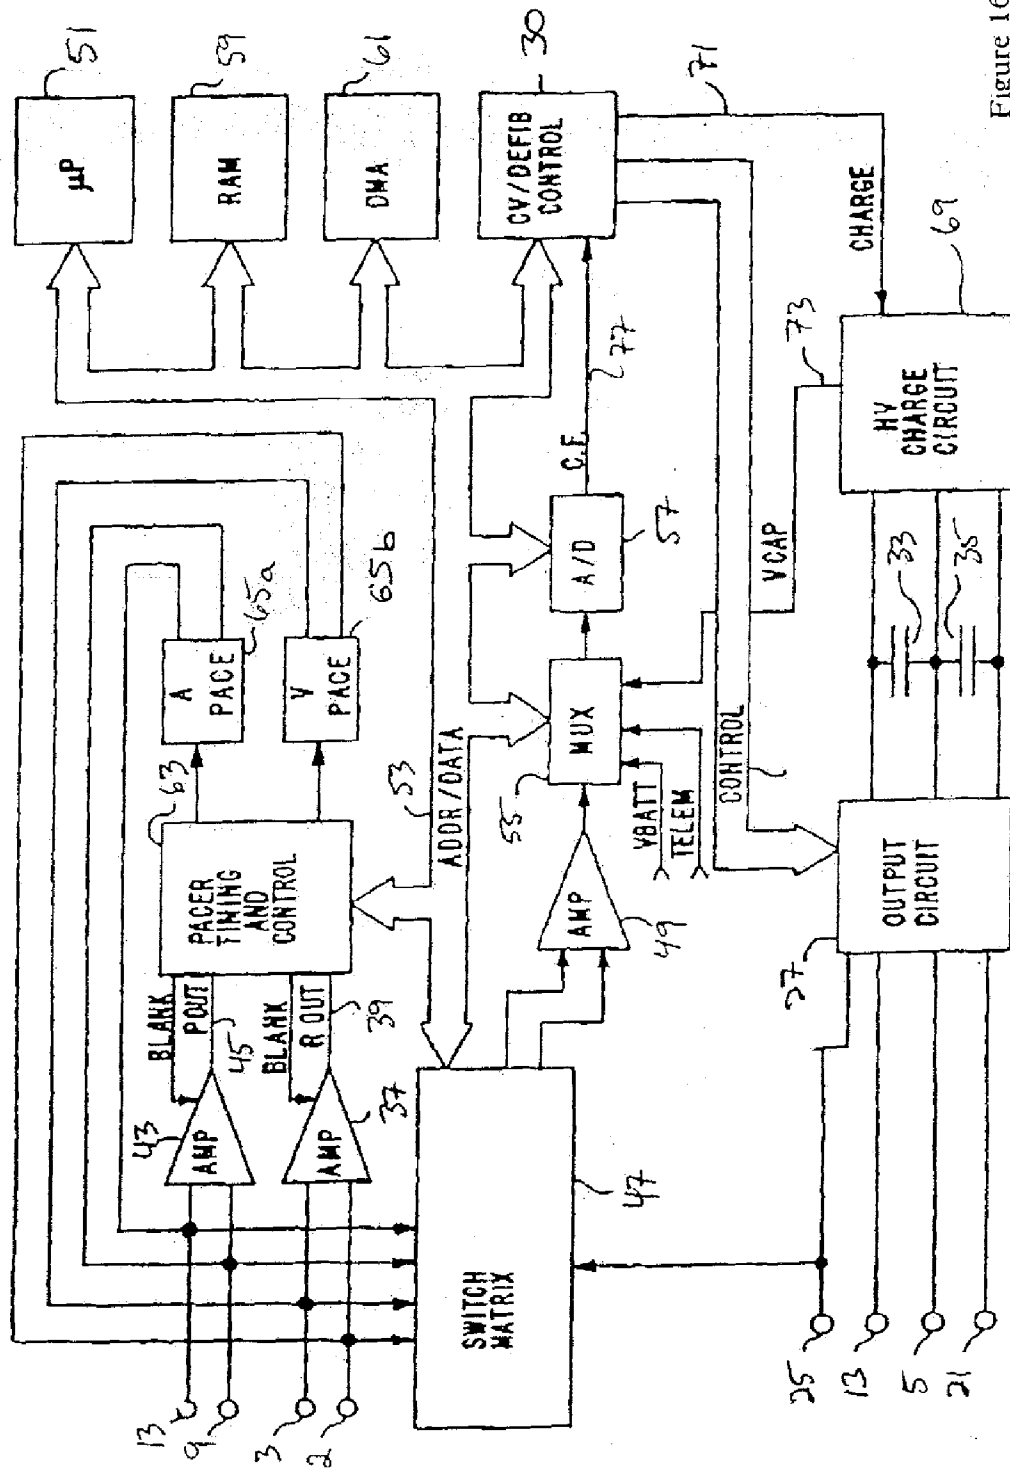 51
59
61
30
µP
RAM
DMA
CV/DEFIB
CONTROL
71
CHARGE
69
73
HV
CHARGE
CIRCUIT
33
35
C.F.
77
A/D
57
VCAP
A
PACE
65a
V
PACE
65b
63
PACER
TIMING
AND
CONTROL
53
ADDR/DATA
MUX
55
VBATT
TELEM
CONTROL
AMP
49
OUTPUT
CIRCUIT
27
BLANK
POUT
45
BLANK
R OUT
39
43
AMP
AMP
37
SWITCH
MATRIX
47
13
9
3
2
25
13
5
21
Figure 16